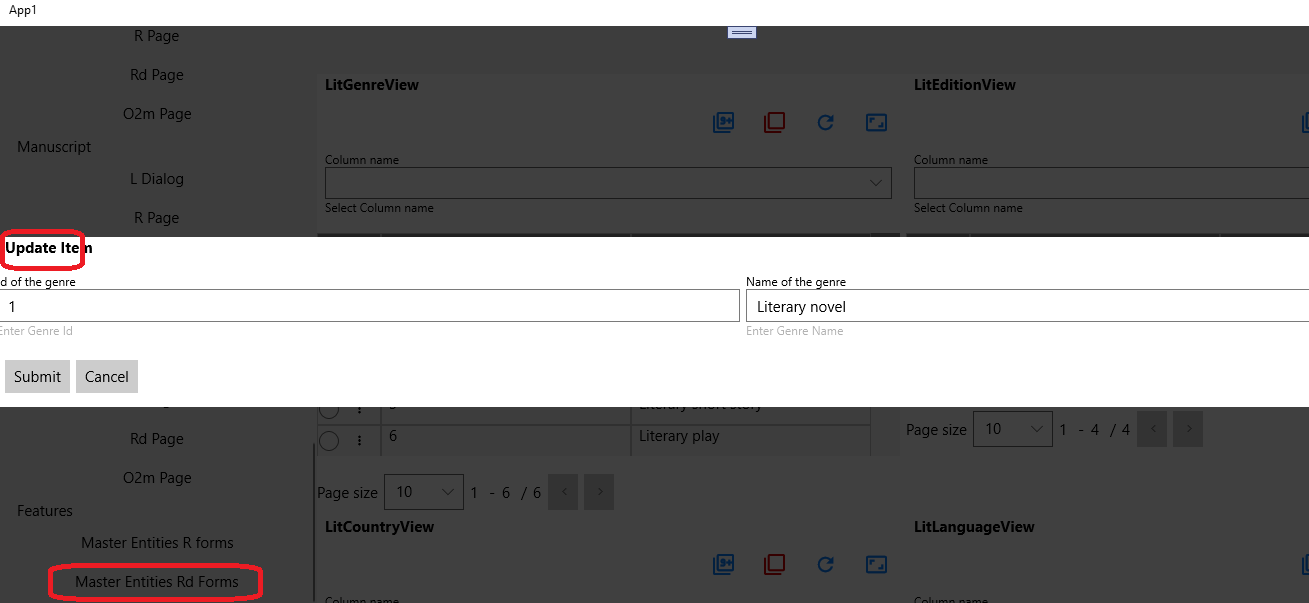 App1
R Page
Rd Page
O2m Page
Manuscript
L Dialog
R Page
LitGenreView
LitEditionView
9+
Column name
Select Column name
Column name
Select Column name
Update Item
d of the genre
1
Enter Genre Id
Name of the genre
Literary novel
Enter Genre Name
Submit Cancel
Literary short story
6 Literary play
Page size 10 1 - 6 / 6
Page size 10 1 - 4 / 4
Rd Page
O2m Page
Features
Master Entities R forms
Master Entities Rd Forms
LitCountryView
LitLanguageView
9+
Column name
Column name